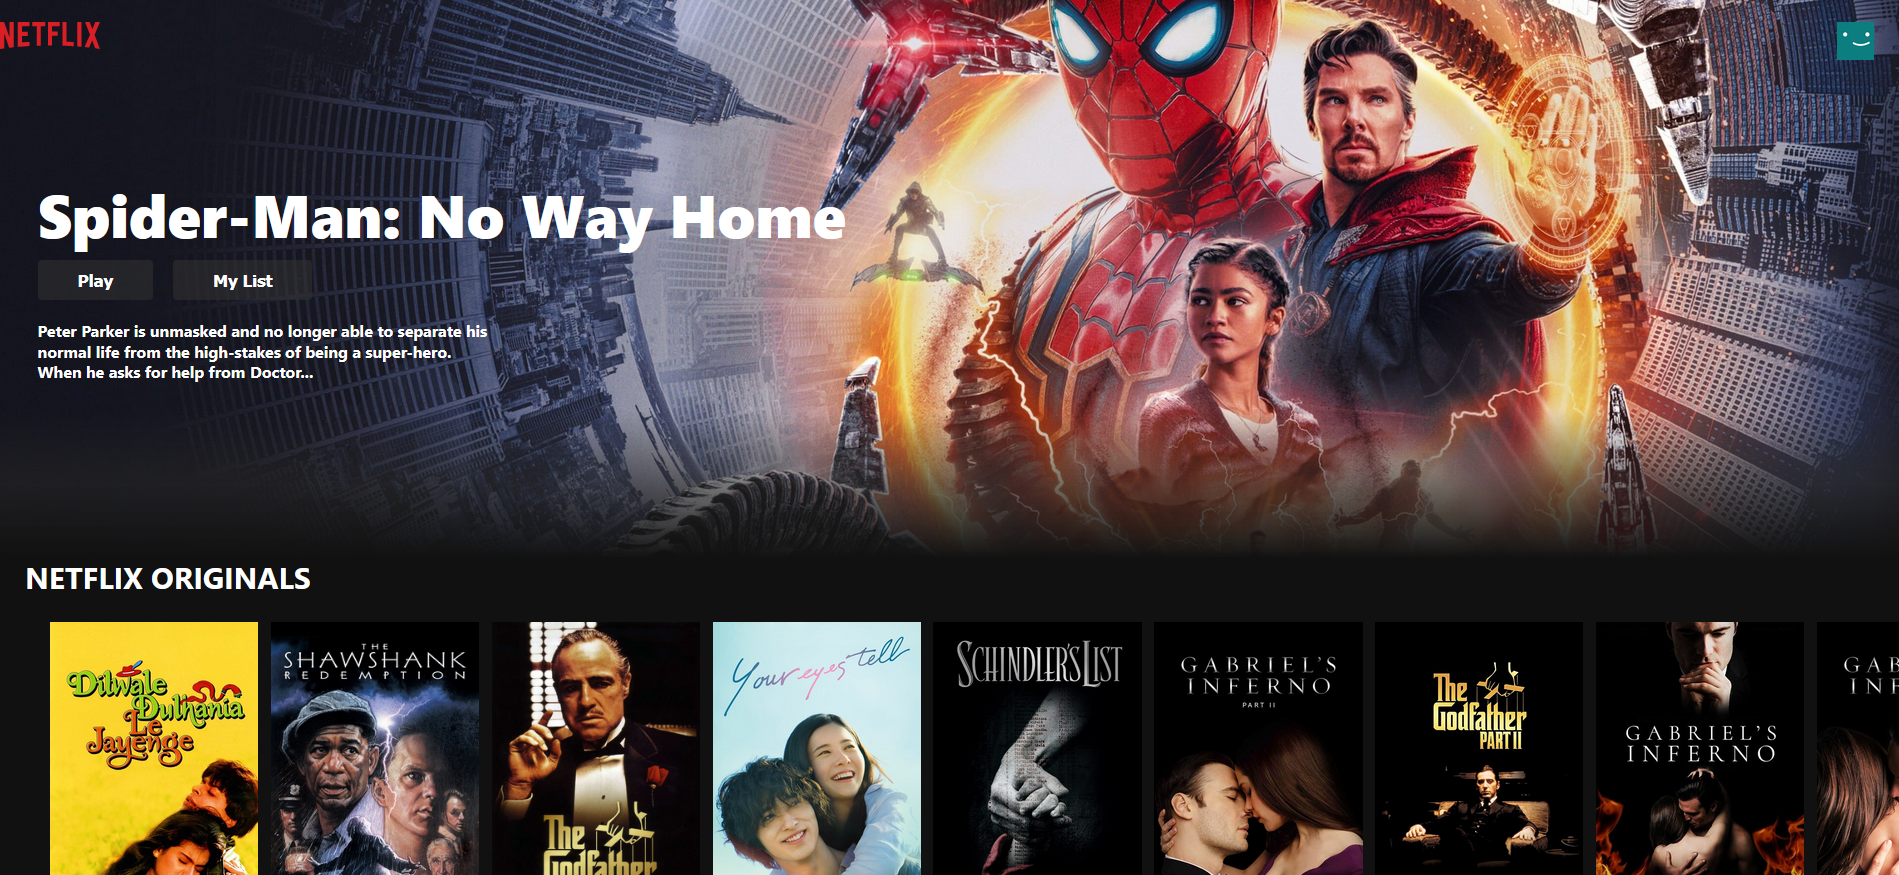 NETFLIX
Spider-Man: No Way Home
Play
My List
Peter Parker is unmasked and no longer able to separate his
normal life from the high-stakes of being a super-hero.
When he asks for help from Doctor...
NETFLIX ORIGINALS
Dilwale
Dulhania
Le
Jayenge
THE
SHAWSHANK
REDEMPTION
The
Godfather
Your eyes tell
SCHINDLER'S LIST
GABRIEL'S
INFERNO
PART II
The
Godfather
PART II
GABRIEL'S
INFERNO
GAB
INF